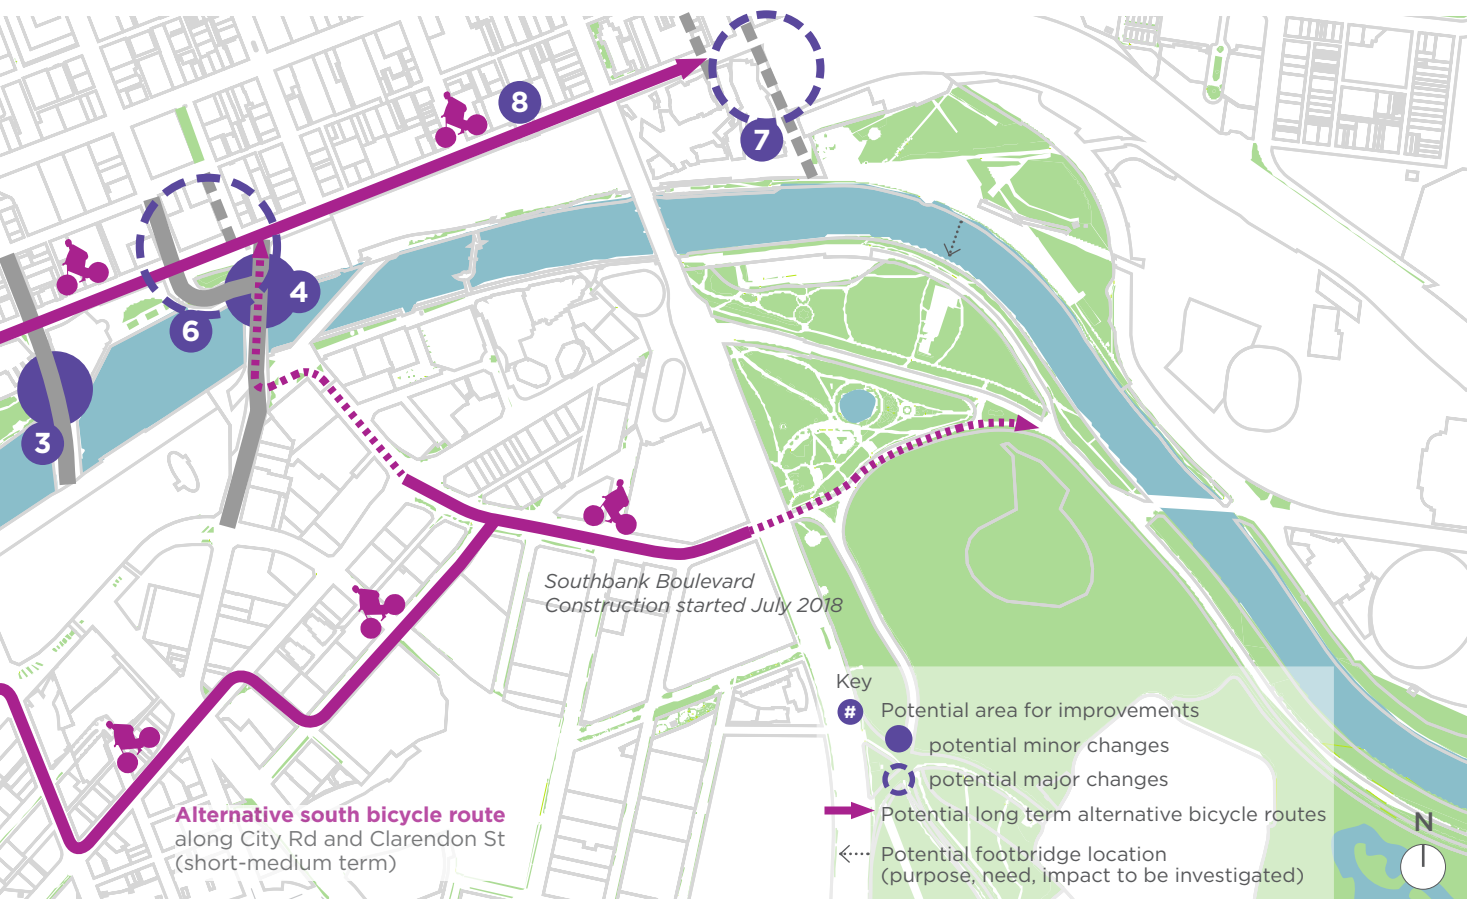 8
7
4
6
3
Southbank Boulevard
Construction started July 2018
Key
# Potential area for improvements
potential minor changes
potential major changes
Potential long term alternative bicycle routes
Potential footbridge location
(purpose, need, impact to be investigated)
N
Alternative south bicycle route
along City Rd and Clarendon St
(short-medium term)